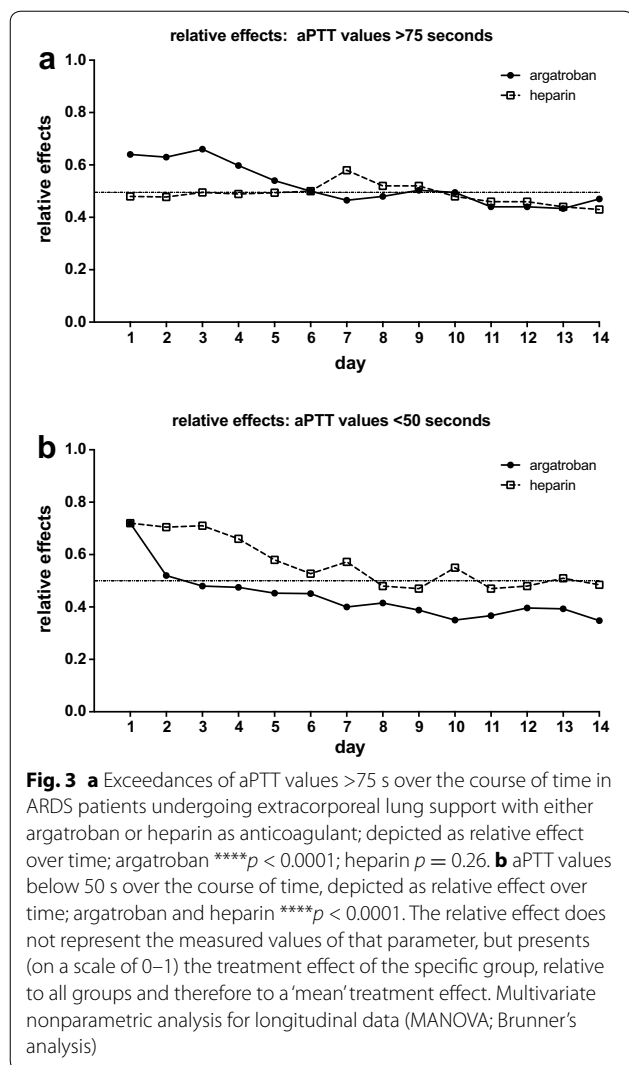 relative effects: aPTT values >75 seconds
a
argatroban
heparin
1.0
0.8
0.6
0.4
0.2
0.0
relative effects
1 2 3 4 5 6 7 8 9 10 11 12 13 14
day
relative effects: aPTT values <50 seconds
b
argatroban
heparin
1.0
0.8
0.6
0.4
0.2
0.0
relative effects
1 2 3 4 5 6 7 8 9 10 11 12 13 14
day
Fig. 3 a Exceedances of aPTT values >75 s over the course of time in
ARDS patients undergoing extracorporeal lung support with either
argatroban or heparin as anticoagulant; depicted as relative effect
over time; argatroban ****p < 0.0001; heparin p = 0.26. b aPTT values
below 50 s over the course of time, depicted as relative effect over
time; argatroban and heparin ****p < 0.0001. The relative effect does
not represent the measured values of that parameter, but presents
(on a scale of 0–1) the treatment effect of the specific group, relative
to all groups and therefore to a ‘mean’ treatment effect. Multivariate
nonparametric analysis for longitudinal data (MANOVA; Brunner’s
analysis)